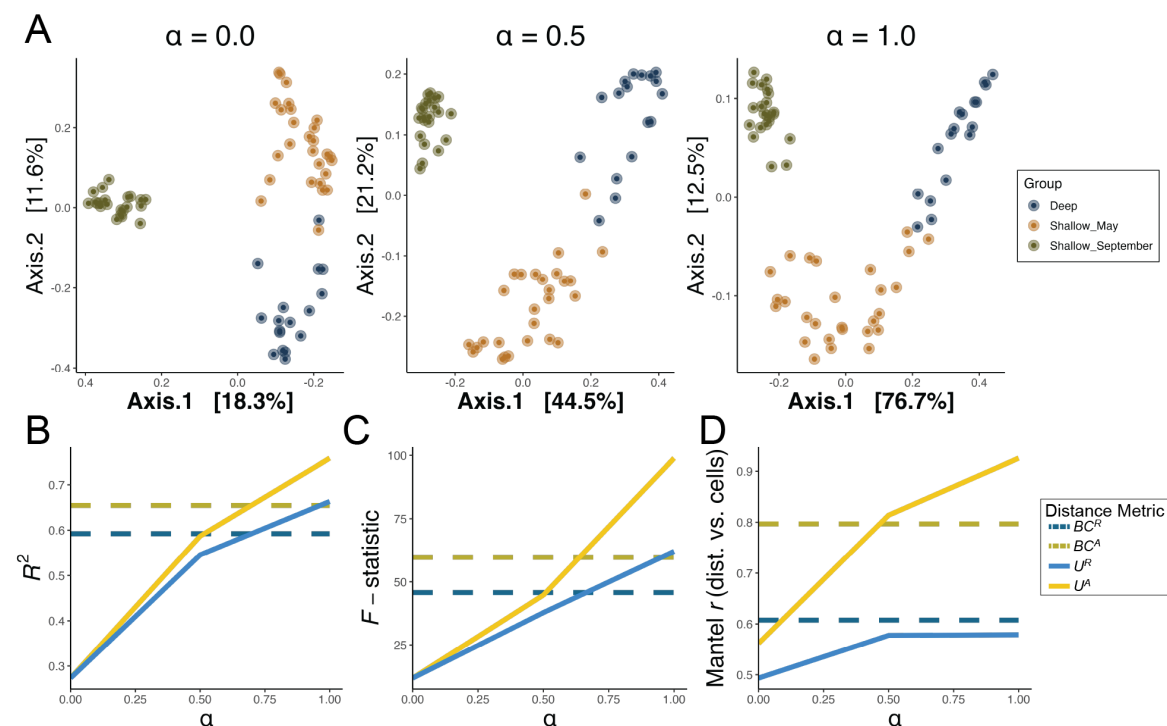 A
α = 0.0
α = 0.5
α = 1.0
Axis.2 [11.6%]
0.2
0.0
-0.2
-0.4
0.4
0.2
0.0
-0.2
Axis.1 [18.3%]
Axis.2 [21.2%]
0.2
0.1
0.0
-0.1
-0.2
-0.2
0.0
0.2
0.4
Axis.1 [44.5%]
Axis.2 [12.5%]
0.1
0.0
-0.1
-0.2
0.0
0.2
0.4
Axis.1 [76.7%]
Group
Deep
Shallow_May
Shallow_September
B
R²
0.7
0.6
0.5
0.4
0.3
0.00
0.25
0.50
0.75
1.00
α
C
F – statistic
100
75
50
25
0.00
0.25
0.50
0.75
1.00
α
D
Mantel r (dist. vs. cells)
0.9
0.8
0.7
0.6
0.5
0.00
0.25
0.50
0.75
1.00
α
Distance Metric
BCᴿ
BCᴬ
Uᴿ
Uᴬ